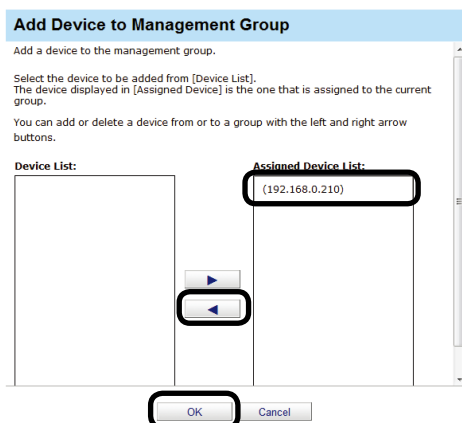 Add Device to Management Group
Add a device to the management group.
Select the device to be added from [Device List].
The device displayed in [Assigned Device] is the one that is assigned to the current
group.
You can add or delete a device from or to a group with the left and right arrow
buttons.
Device List:
Assigned Device List:
(192.168.0.210)
OK
Cancel